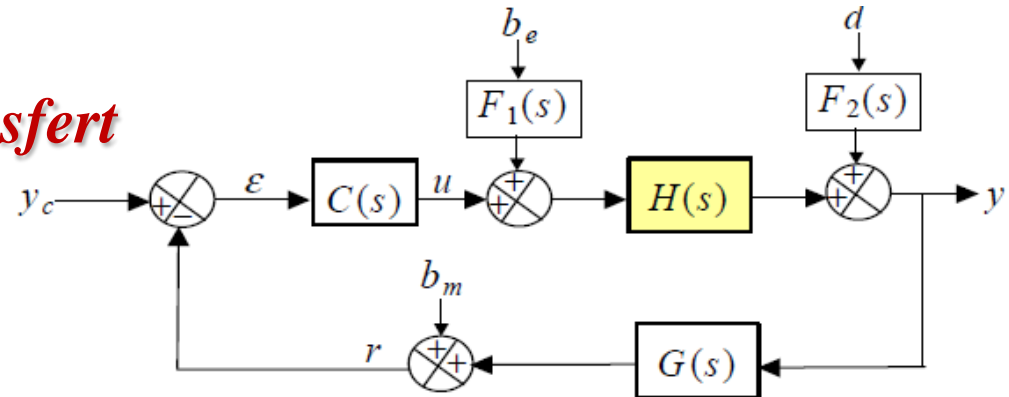 b_e
d
sfert
F_1(s)
F_2(s)
y_c
+
−
ε
C(s)
u
+
+
H(s)
+
+
y
b_m
r
+
+
G(s)